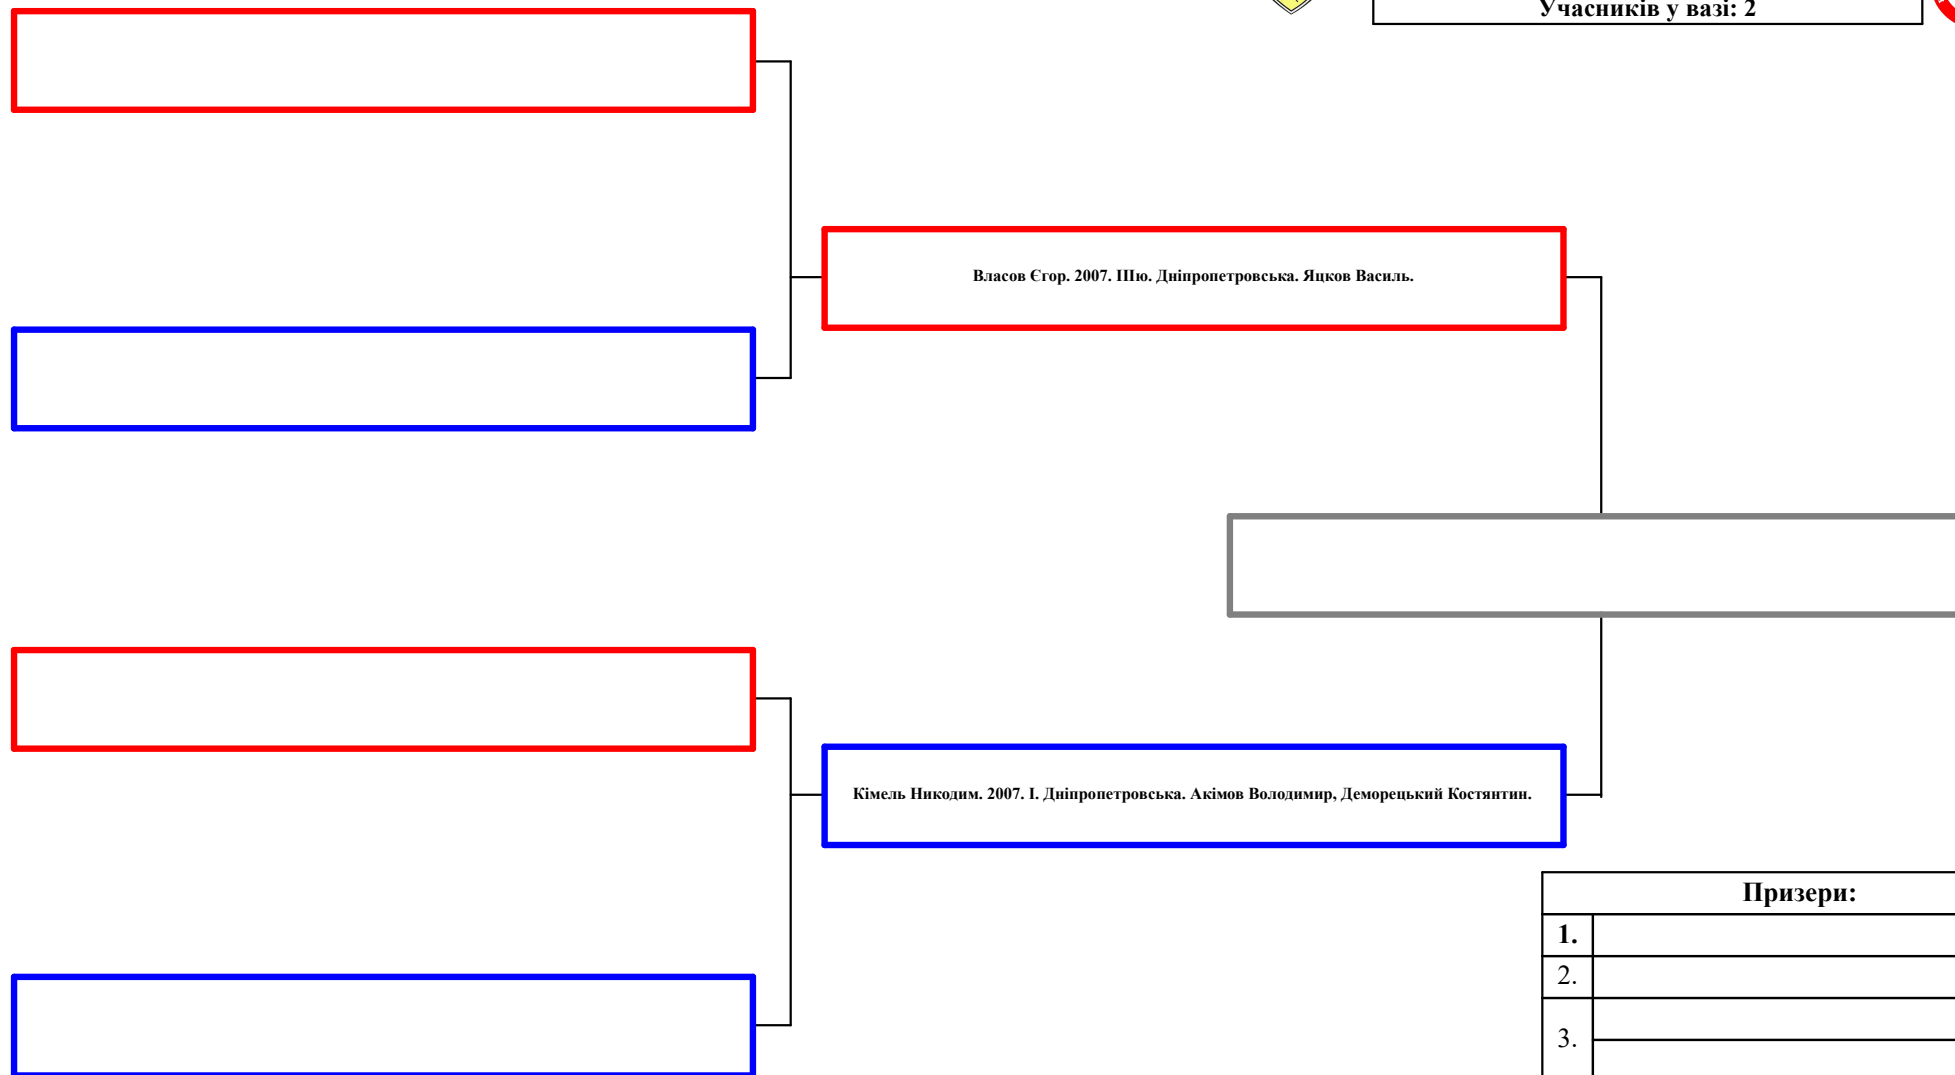 Учасників у вазі: 2
Власов Єгор. 2007. ІІІю. Дніпропетровська. Яцков Василь.
Кімель Никодим. 2007. І. Дніпропетровська. Акімов Володимир, Деморецький Костянтин.
Призери:
1.
2.
3.